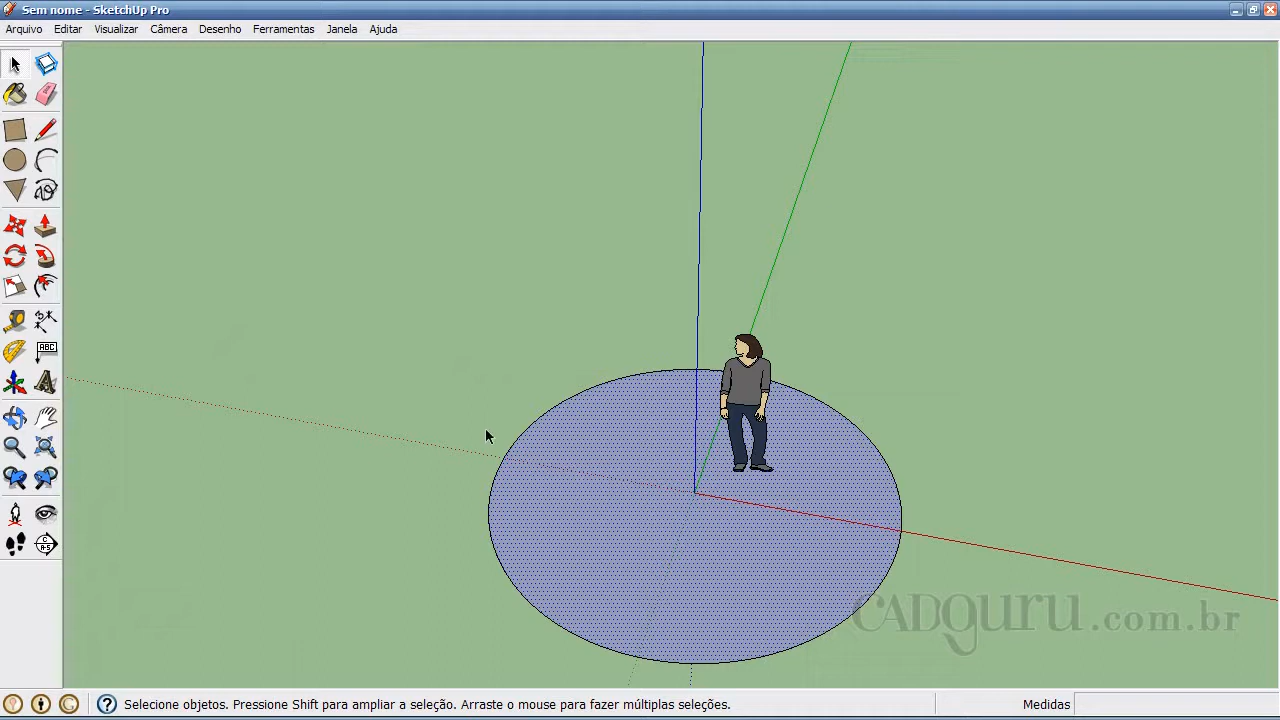 Sem nome - SketchUp Pro
Arquivo Editar Visualizar Câmera Desenho Ferramentas Janela Ajuda
ABC
CADguru.com.br
Selecione objetos. Pressione Shift para ampliar a seleção. Arraste o mouse para fazer múltiplas seleções. Medidas